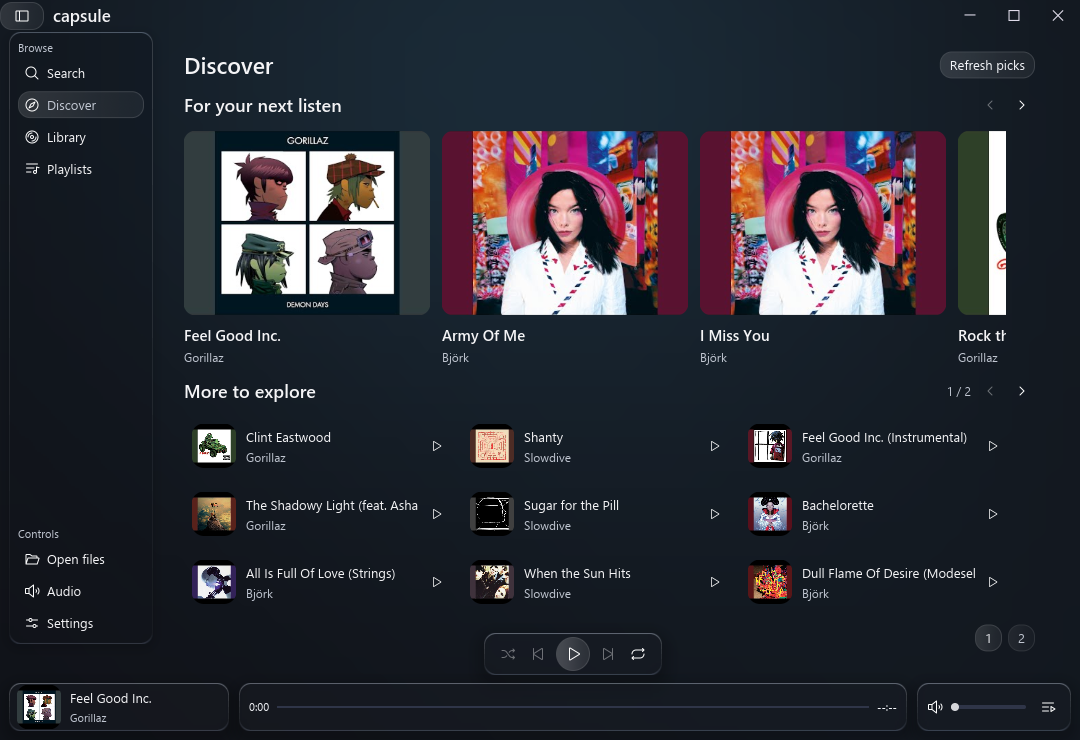 capsule
Browse
Search
Discover
Library
Playlists
Controls
Open files
Audio
Settings
Discover
Refresh picks
For your next listen
GORILLAZ
DEMON DAYS
Feel Good Inc.
Gorillaz
Army Of Me
Björk
I Miss You
Björk
Rock th
Gorillaz
More to explore
1 / 2
Clint Eastwood
Gorillaz
Shanty
Slowdive
Feel Good Inc. (Instrumental)
Gorillaz
The Shadowy Light (feat. Asha
Gorillaz
Sugar for the Pill
Slowdive
Bachelorette
Björk
All Is Full Of Love (Strings)
Björk
When the Sun Hits
Slowdive
Dull Flame Of Desire (Modesel
Björk
1
2
Feel Good Inc.
Gorillaz
0:00
--:--